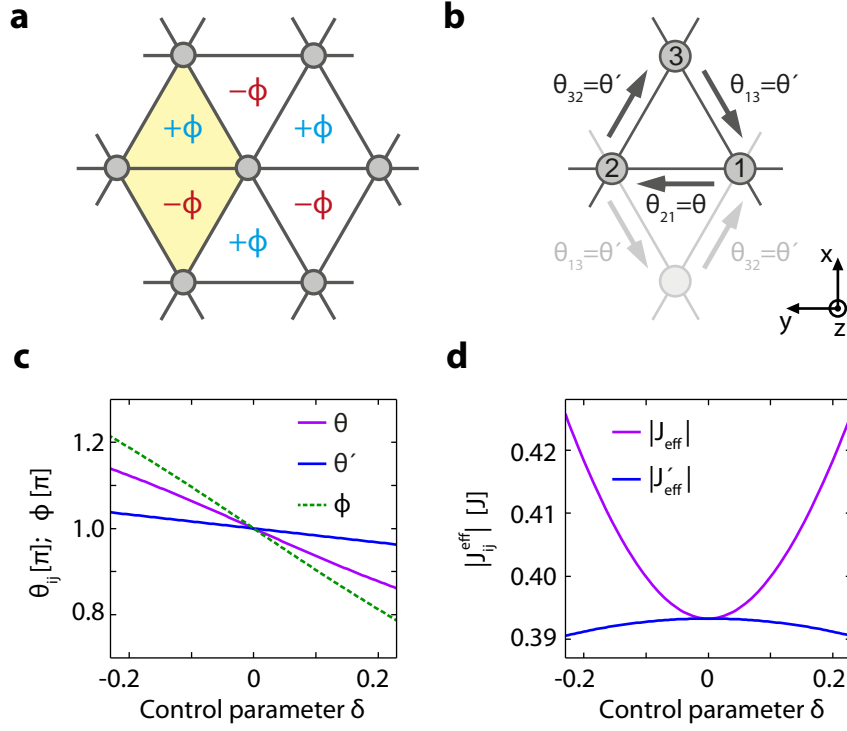 a
−ϕ
+ϕ
+ϕ
−ϕ
−ϕ
+ϕ
b
3
θ32=θ′
θ13=θ′
2
1
θ21=θ
θ13=θ′
θ32=θ′
x
y
z
c
θij [π]; ϕ [π]
1.2
1.0
0.8
θ
θ′
ϕ
-0.2
0
0.2
Control parameter δ
d
|Jijeff| [J]
0.42
0.41
0.40
0.39
|Jeff|
|J′eff|
-0.2
0
0.2
Control parameter δ